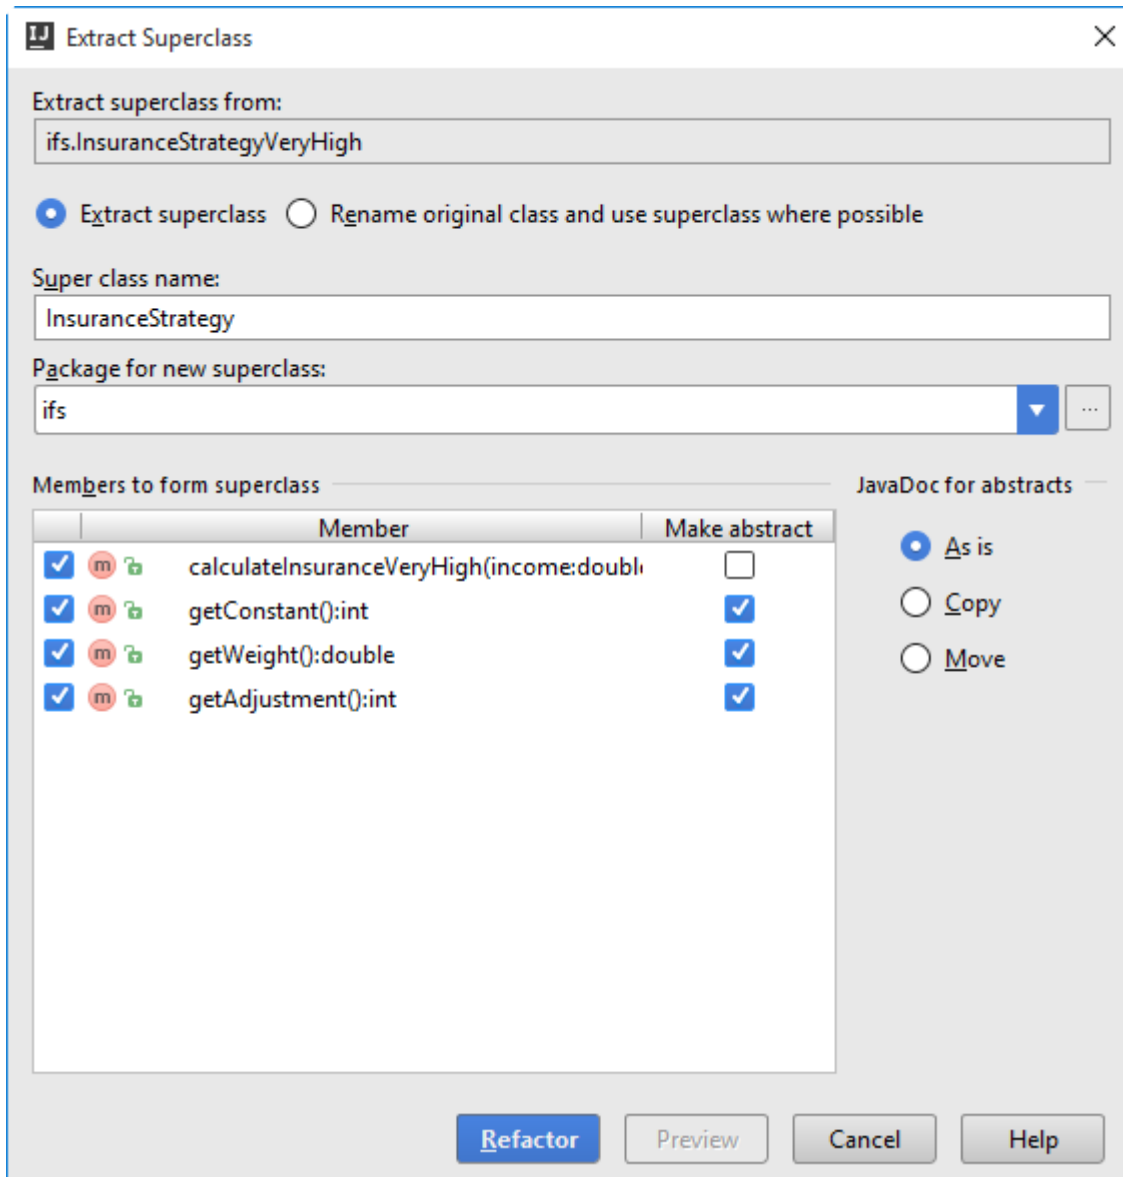 IJ Extract Superclass
Extract superclass from:
ifs.InsuranceStrategyVeryHigh
Extract superclass Rename original class and use superclass where possible
Super class name:
InsuranceStrategy
Package for new superclass:
ifs
...
Members to form superclass
Member Make abstract
m calculateInsuranceVeryHigh(income:doubl
m getConstant():int
m getWeight():double
m getAdjustment():int
JavaDoc for abstracts
As is
Copy
Move
Refactor Preview Cancel Help